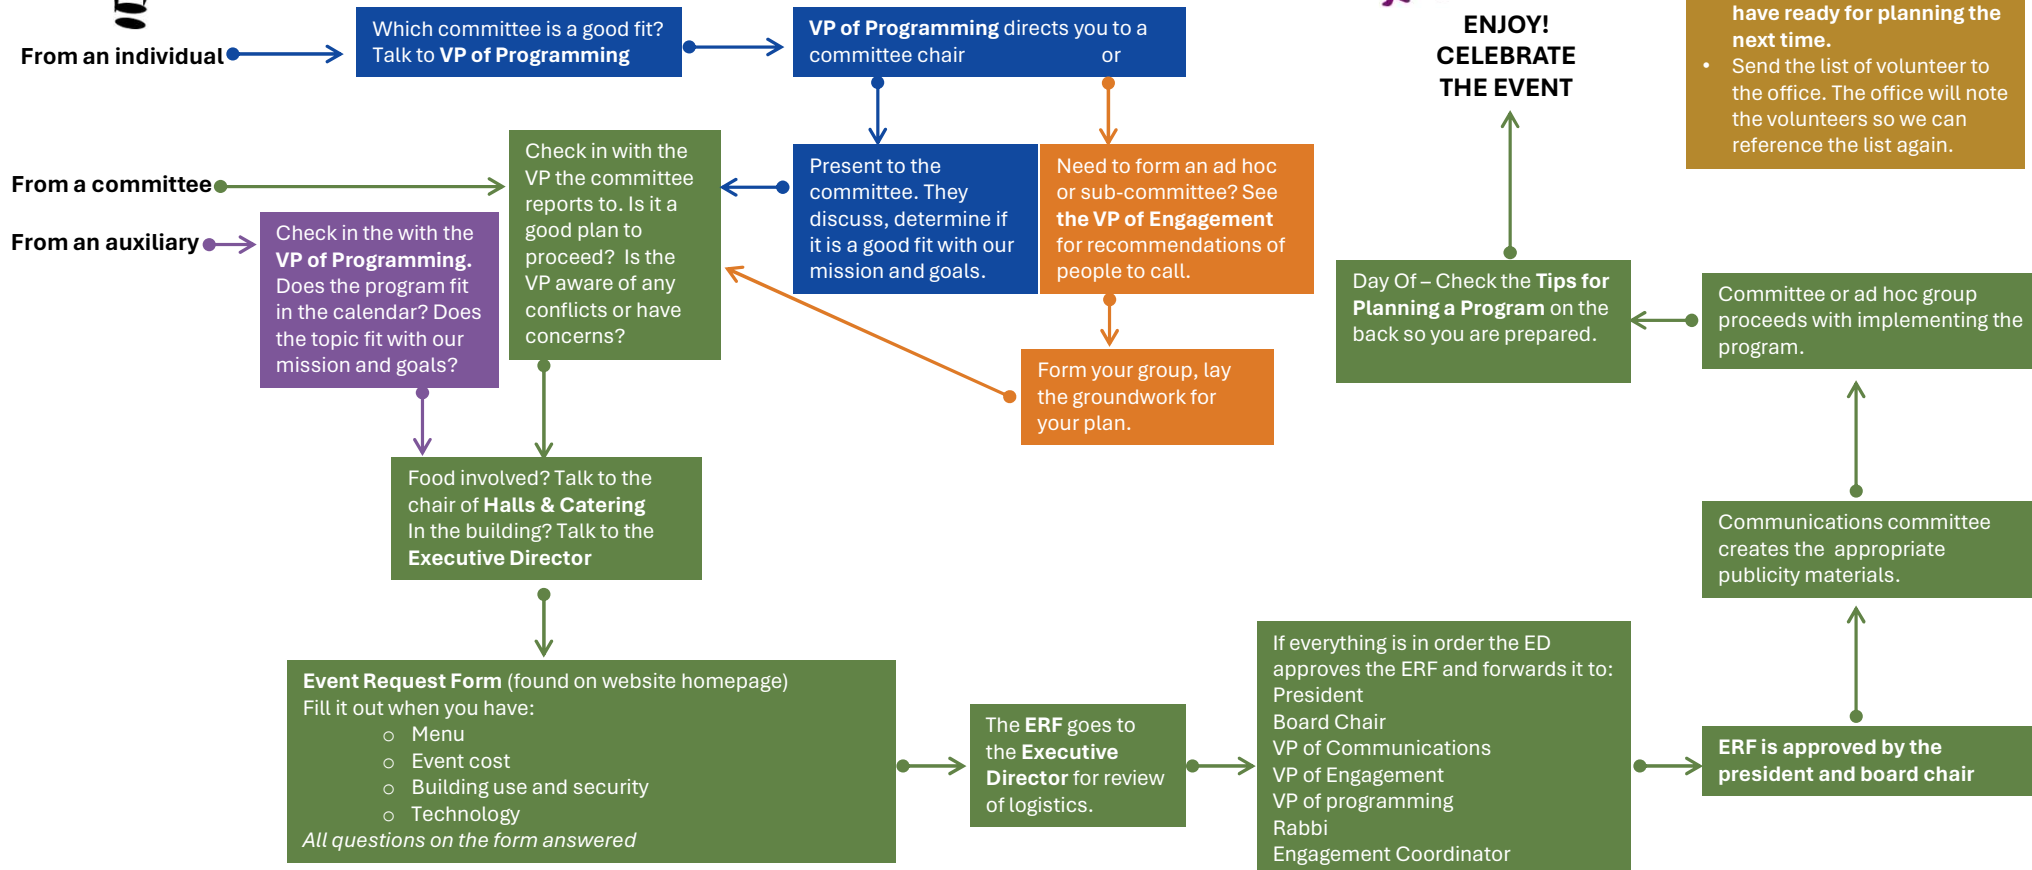 From an individual
Which committee is a good fit?
Talk to VP of Programming
VP of Programming directs you to a
committee chair or
ENJOY!
CELEBRATE
THE EVENT
have ready for planning the
next time.
• Send the list of volunteer to
the office. The office will note
the volunteers so we can
reference the list again.
From a committee
From an auxiliary
Check in the with the
VP of Programming.
Does the program fit
in the calendar? Does
the topic fit with our
mission and goals?
Check in with the
VP the committee
reports to. Is it a
good plan to
proceed? Is the
VP aware of any
conflicts or have
concerns?
Present to the
committee. They
discuss, determine if
it is a good fit with our
mission and goals.
Need to form an ad hoc
or sub-committee? See
the VP of Engagement
for recommendations of
people to call.
Form your group, lay
the groundwork for
your plan.
Day Of – Check the Tips for
Planning a Program on the
back so you are prepared.
Committee or ad hoc group
proceeds with implementing the
program.
Food involved? Talk to the
chair of Halls & Catering
In the building? Talk to the
Executive Director
Communications committee
creates the appropriate
publicity materials.
Event Request Form (found on website homepage)
Fill it out when you have:
o Menu
o Event cost
o Building use and security
o Technology
All questions on the form answered
The ERF goes to
the Executive
Director for review
of logistics.
If everything is in order the ED
approves the ERF and forwards it to:
President
Board Chair
VP of Communications
VP of Engagement
VP of programming
Rabbi
Engagement Coordinator
ERF is approved by the
president and board chair